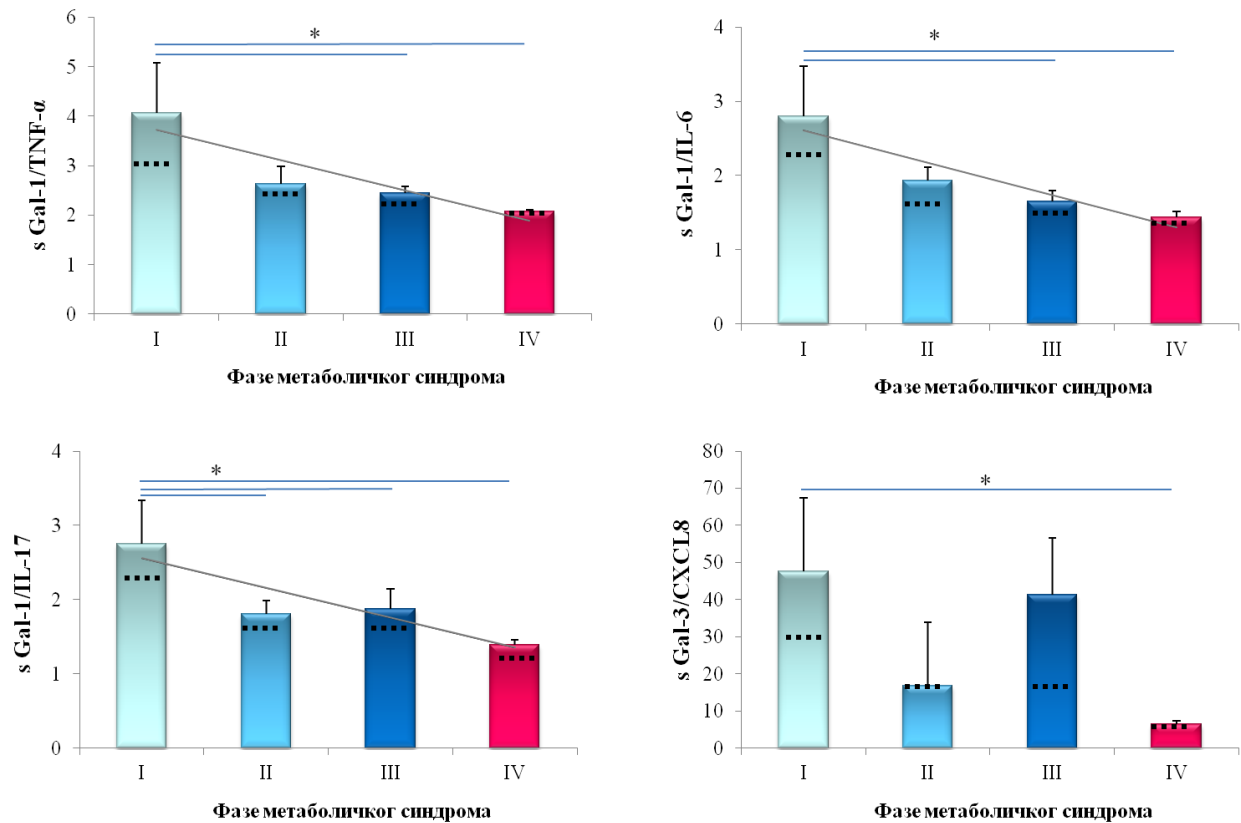 s Gal-1/TNF-α
6
5
4
3
2
1
0
*
I II III IV
Фазе метаболичког синдрома
s Gal-1/IL-6
4
3
2
1
0
*
I II III IV
Фазе метаболичког синдрома
s Gal-1/IL-17
4
3
2
1
0
*
I II III IV
Фазе метаболичког синдрома
s Gal-3/CXCL8
80
70
60
50
40
30
20
10
0
*
I II III IV
Фазе метаболичког синдрома